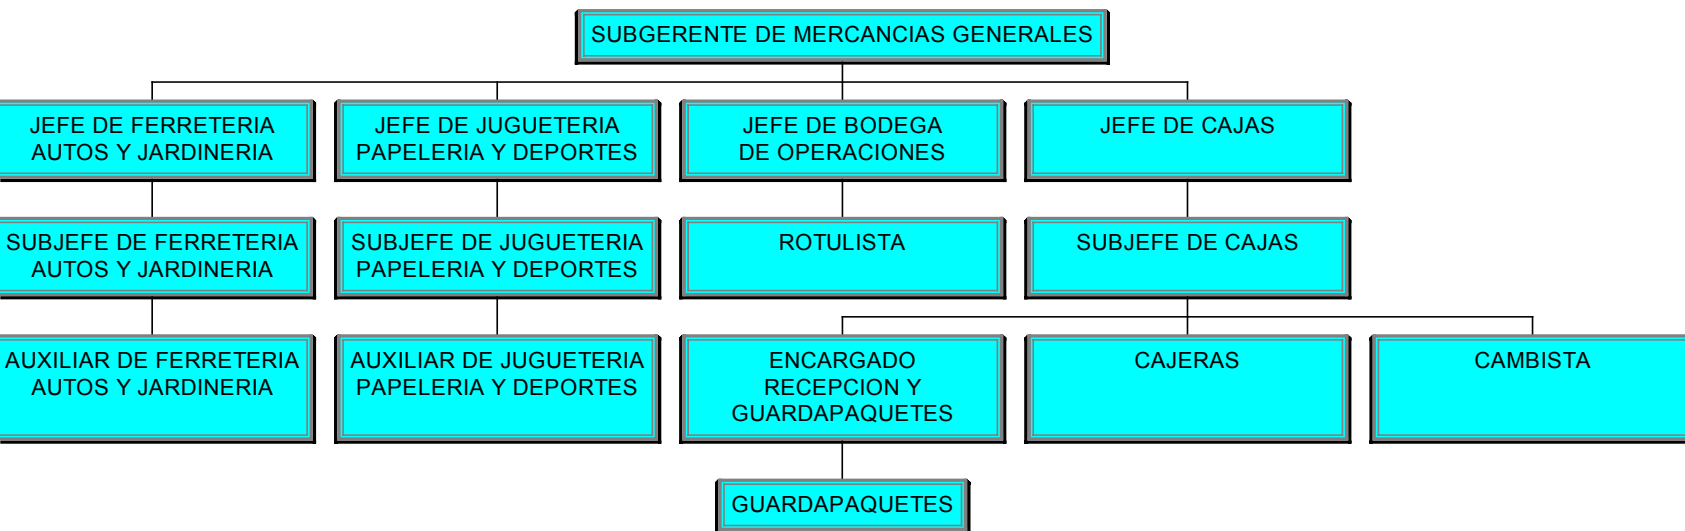 SUBGERENTE DE MERCANCIAS GENERALES
JEFE DE FERRETERIA
AUTOS Y JARDINERIA
JEFE DE JUGUETERIA
PAPELERIA Y DEPORTES
JEFE DE BODEGA
DE OPERACIONES
JEFE DE CAJAS
SUBJEFE DE FERRETERIA
AUTOS Y JARDINERIA
SUBJEFE DE JUGUETERIA
PAPELERIA Y DEPORTES
ROTULISTA
SUBJEFE DE CAJAS
AUXILIAR DE FERRETERIA
AUTOS Y JARDINERIA
AUXILIAR DE JUGUETERIA
PAPELERIA Y DEPORTES
ENCARGADO
RECEPCION Y
GUARDAPAQUETES
CAJERAS
CAMBISTA
GUARDAPAQUETES